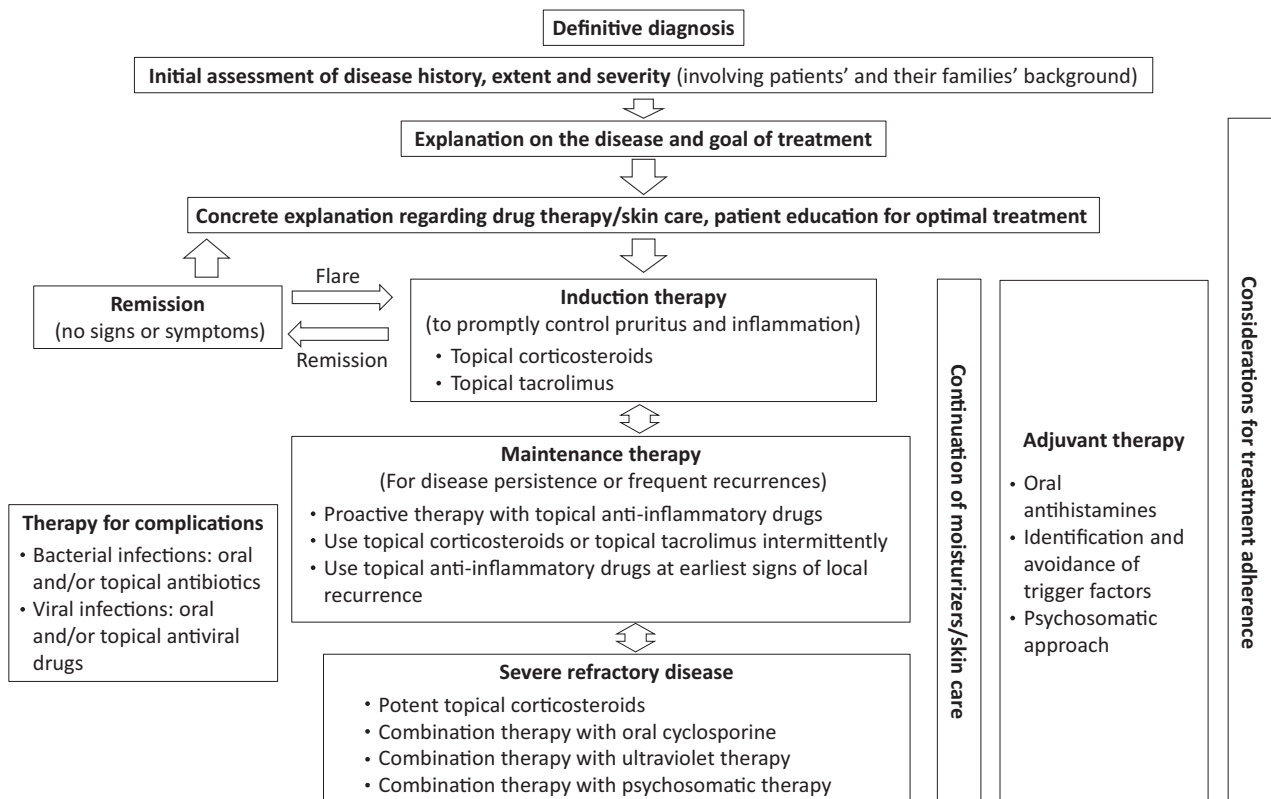 Definitive diagnosis
Initial assessment of disease history, extent and severity (involving patients’ and their families’ background)
Explanation on the disease and goal of treatment
Concrete explanation regarding drug therapy/skin care, patient education for optimal treatment
Flare
Remission
(no signs or symptoms)
Remission
Induction therapy
(to promptly control pruritus and inflammation)
• Topical corticosteroids
• Topical tacrolimus
Maintenance therapy
(For disease persistence or frequent recurrences)
• Proactive therapy with topical anti-inflammatory drugs
• Use topical corticosteroids or topical tacrolimus intermittently
• Use topical anti-inflammatory drugs at earliest signs of local
recurrence
Therapy for complications
• Bacterial infections: oral
and/or topical antibiotics
• Viral infections: oral
and/or topical antiviral
drugs
Severe refractory disease
• Potent topical corticosteroids
• Combination therapy with oral cyclosporine
• Combination therapy with ultraviolet therapy
• Combination therapy with psychosomatic therapy
Continuation of moisturizers/skin care
Adjuvant therapy
• Oral
antihistamines
• Identification and
avoidance of
trigger factors
• Psychosomatic
approach
Considerations for treatment adherence